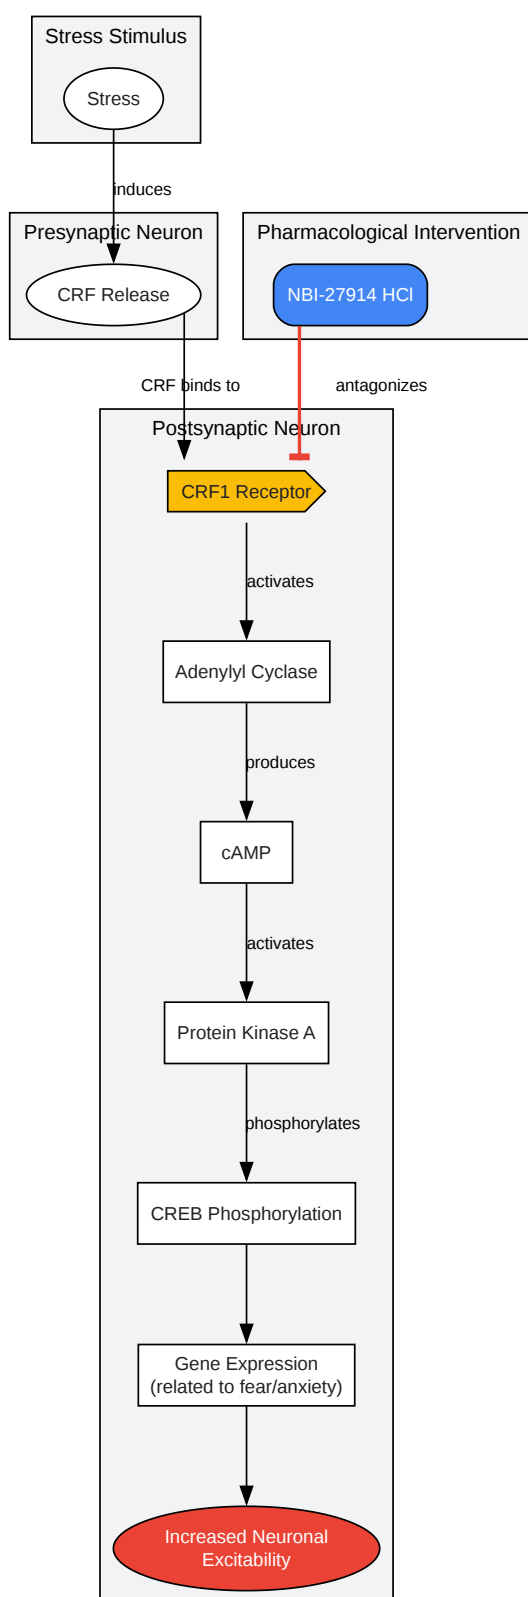 Stress Stimulus
Stress
induces
Presynaptic Neuron
CRF Release
Pharmacological Intervention
NBI-27914 HCl
CRF binds to
antagonizes
Postsynaptic Neuron
CRF1 Receptor
activates
Adenylyl Cyclase
produces
cAMP
activates
Protein Kinase A
phosphorylates
CREB Phosphorylation
Gene Expression
(related to fear/anxiety)
Increased Neuronal
Excitability